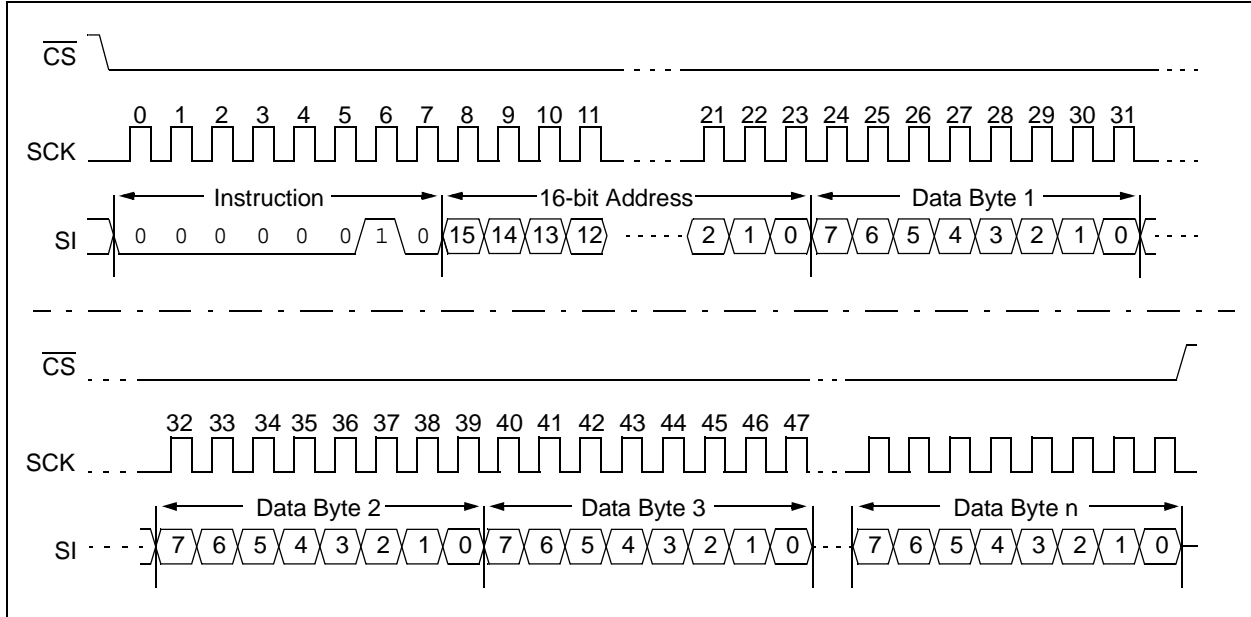 CS
0 1 2 3 4 5 6 7 8 9 10 11 21 22 23 24 25 26 27 28 29 30 31
SCK
Instruction 16-bit Address Data Byte 1
SI 0 0 0 0 0 0 1 0 15 14 13 12 2 1 0 7 6 5 4 3 2 1 0
CS
32 33 34 35 36 37 38 39 40 41 42 43 44 45 46 47
SCK
Data Byte 2 Data Byte 3 Data Byte n
SI 7 6 5 4 3 2 1 0 7 6 5 4 3 2 1 0 7 6 5 4 3 2 1 0